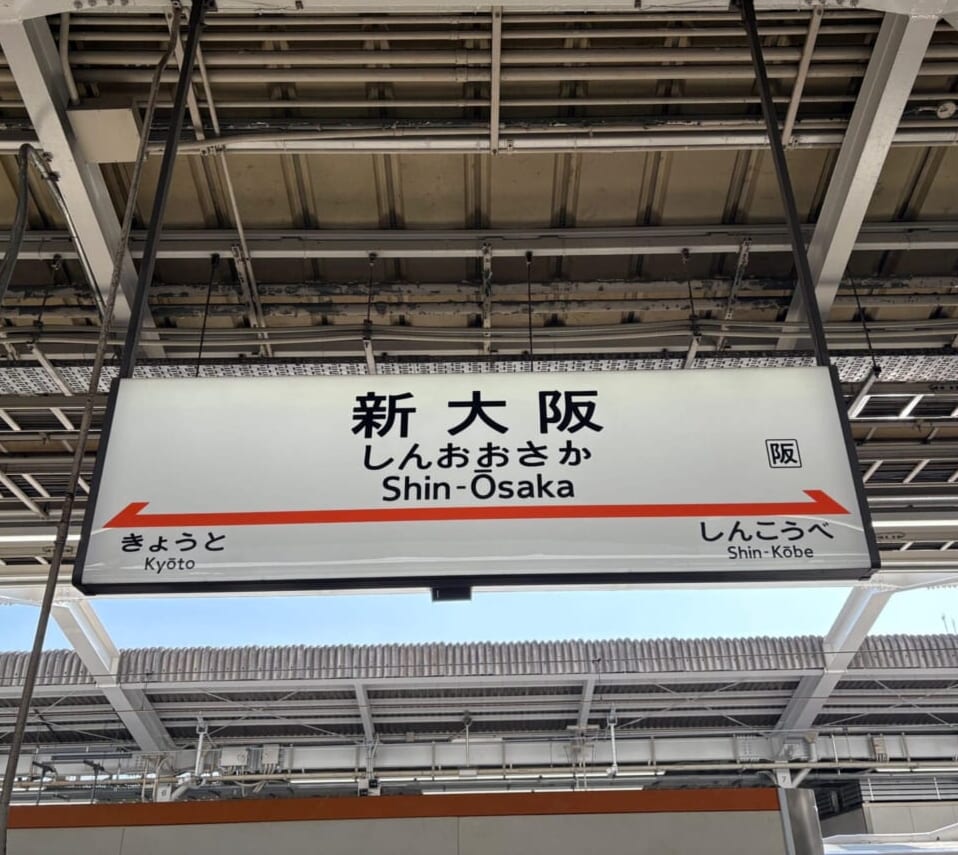 新大阪
しんおおさか
Shin-Ōsaka
阪
きょうと
Kyōto
しんこうべ
Shin-Kōbe
7